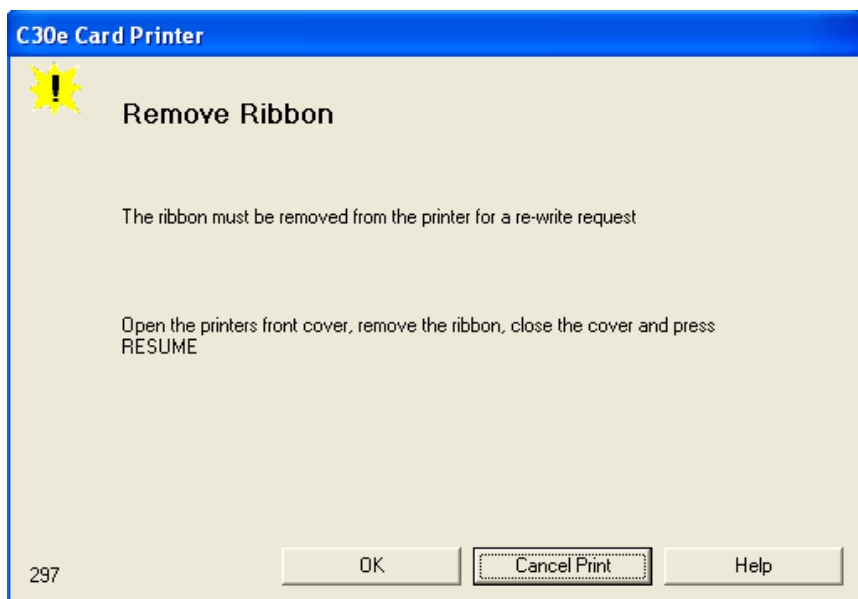 C30e Card Printer
Remove Ribbon
The ribbon must be removed from the printer for a re-write request
Open the printers front cover, remove the ribbon, close the cover and press
RESUME
297
OK
Cancel Print
Help